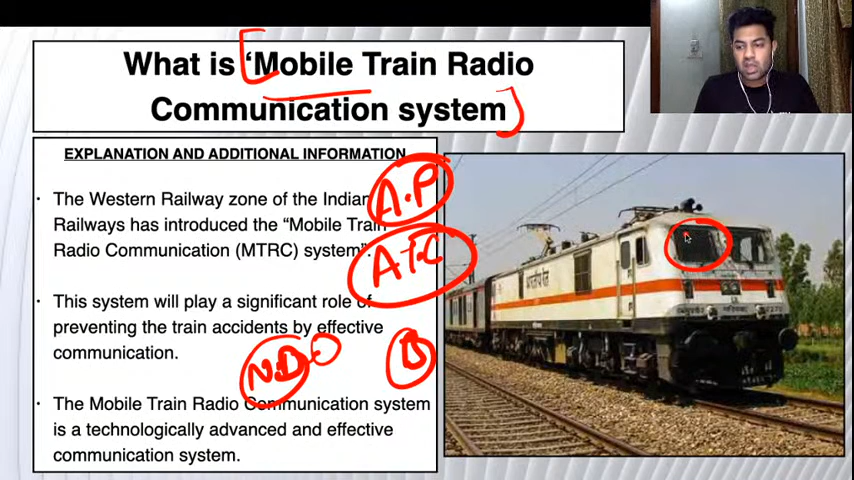 What is 'Mobile Train Radio
Communication system
EXPLANATION AND ADDITIONAL INFORMATION
· The Western Railway zone of the Indian
Railways has introduced the "Mobile Train
Radio Communication (MTRC) system".
· This system will play a significant role of
preventing the train accidents by effective
communication.
· The Mobile Train Radio Communication system
is a technologically advanced and effective
communication system.
A.P
A.T.C
N.D
B
भारतीय रेल